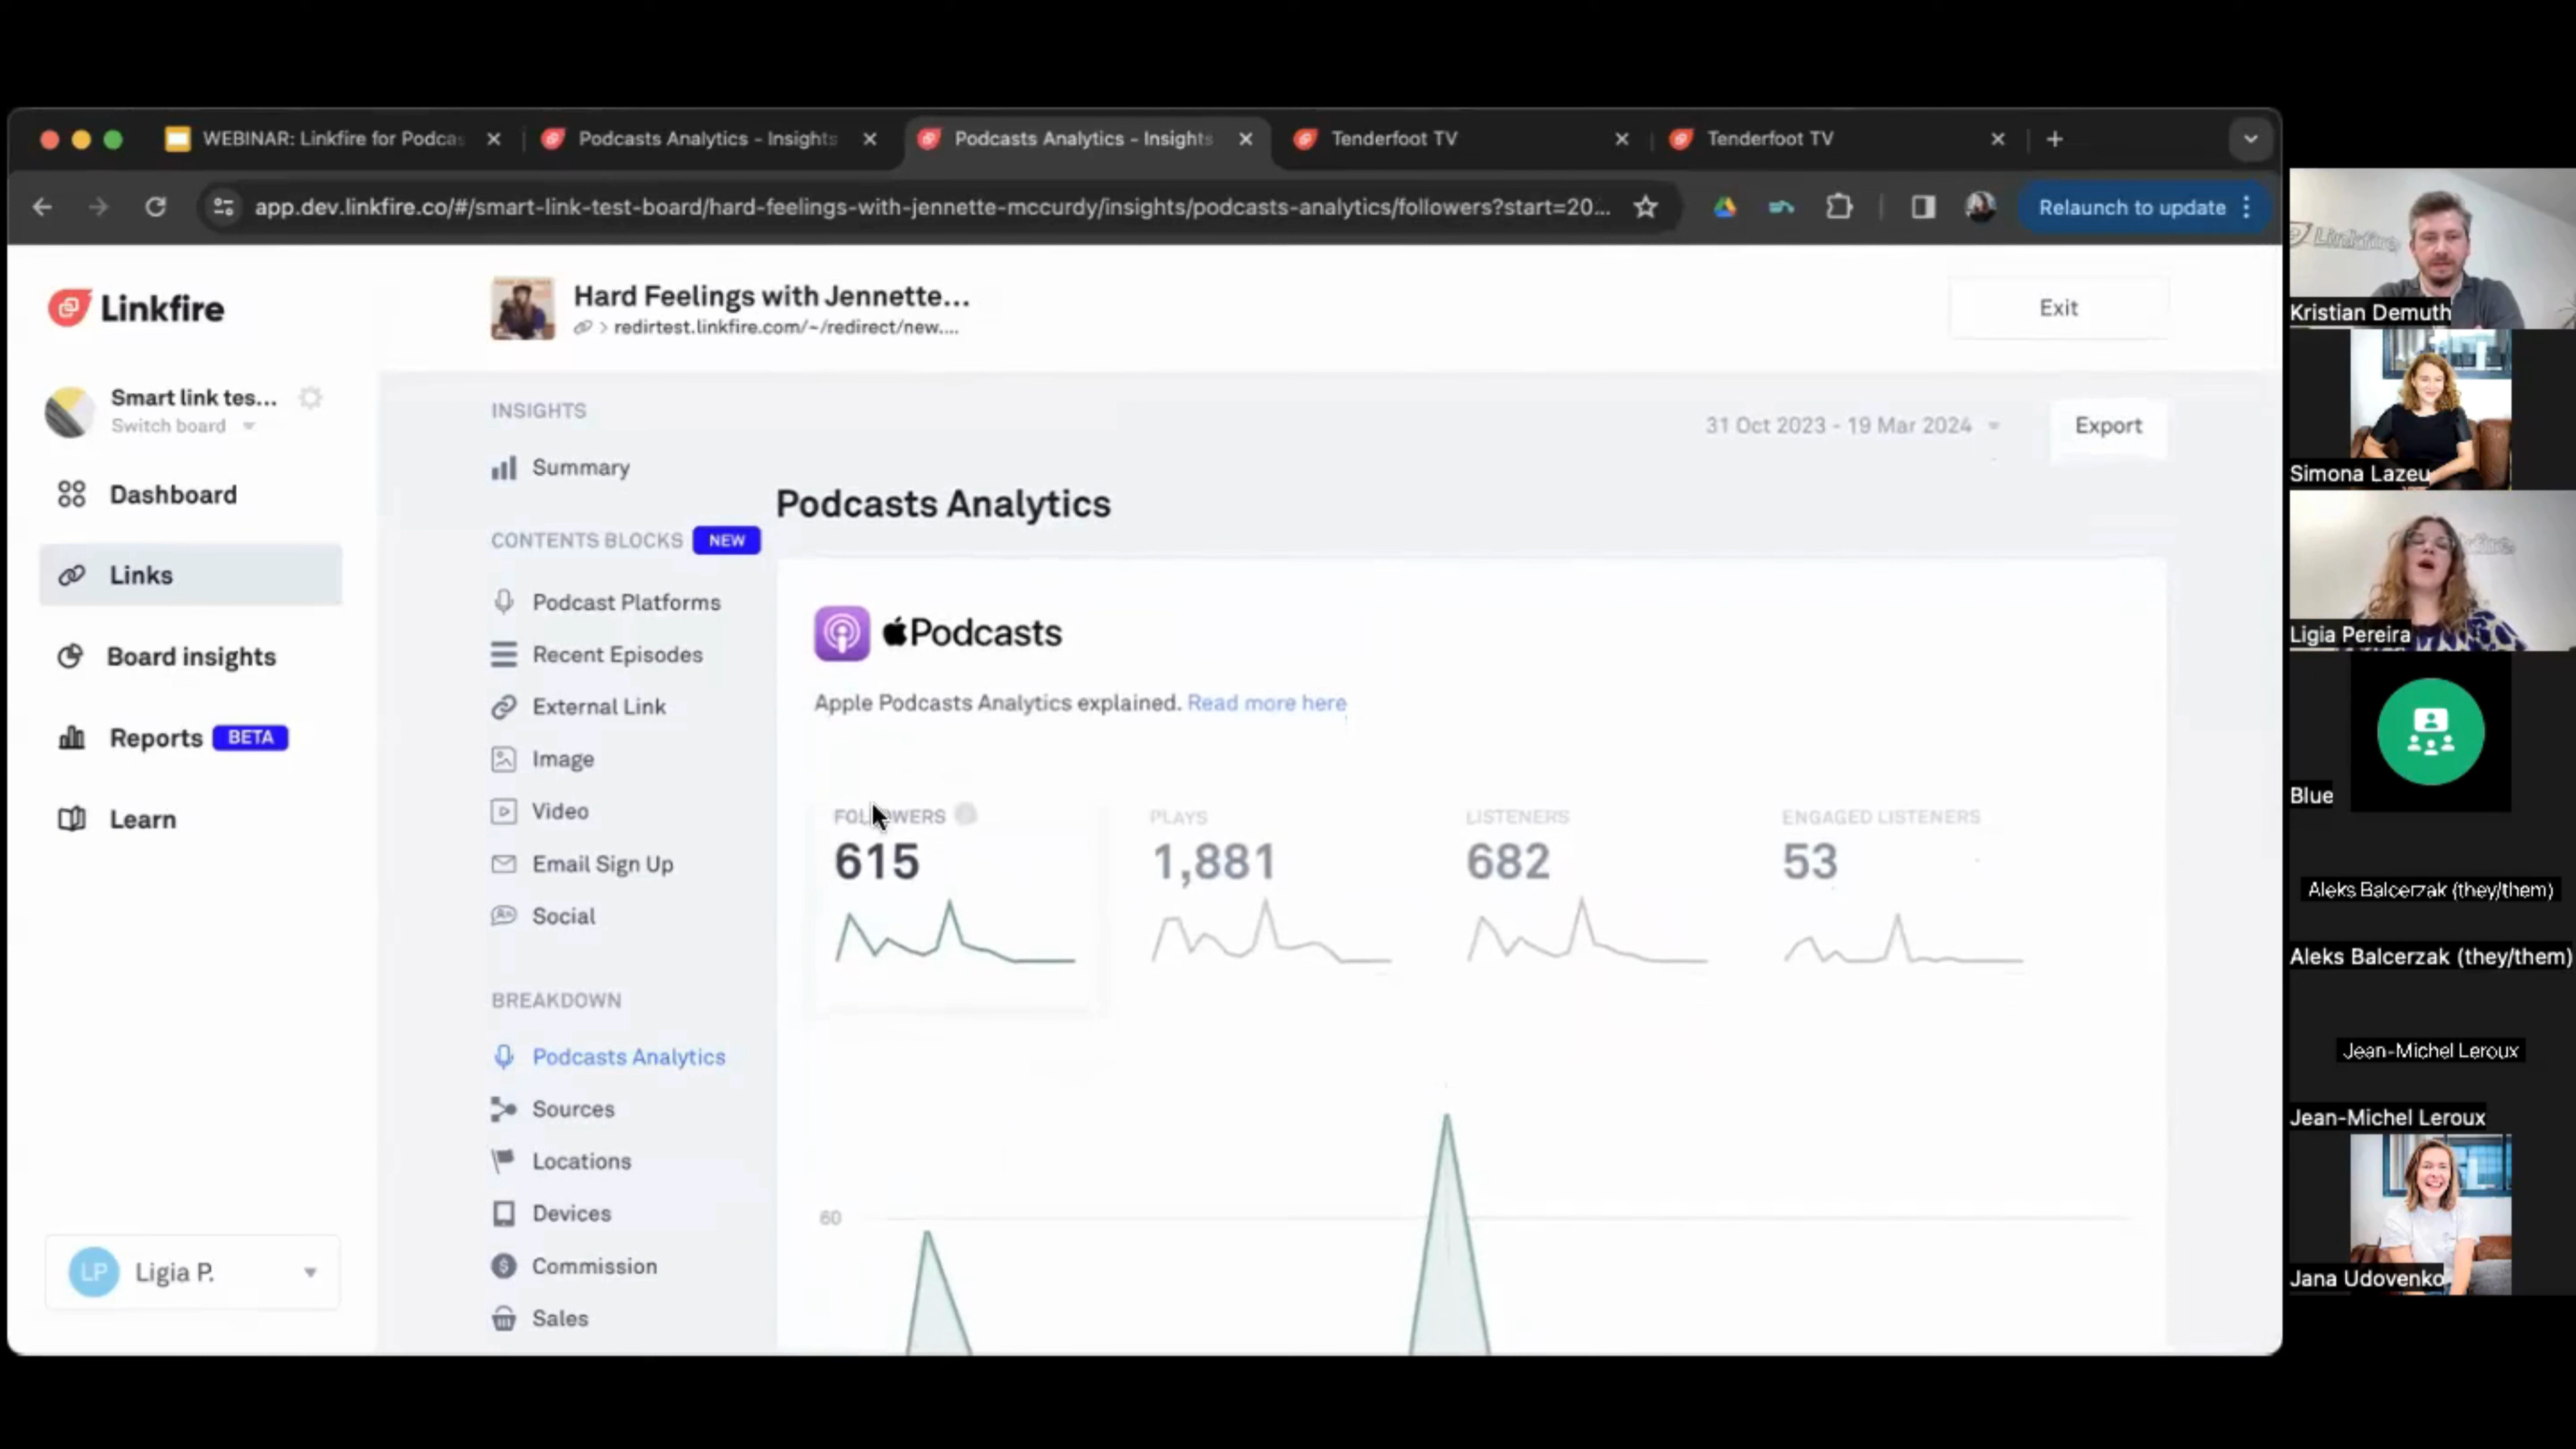 WEBINAR: Linkfire for Podcas
Podcasts Analytics - Insights
Podcasts Analytics - Insights
Tenderfoot TV
Tenderfoot TV
app.dev.linkfire.co/#/smart-link-test-board/hard-feelings-with-jennette-mccurdy/insights/podcasts-analytics/followers?start=20...
Relaunch to update
Linkfire
Smart link tes...
Switch board
Dashboard
Links
Board insights
Reports BETA
Learn
LP Ligia P.
Hard Feelings with Jennette...
> redirtest.linkfire.com/~/redirect/new....
Exit
INSIGHTS
Summary
CONTENTS BLOCKS NEW
Podcast Platforms
Recent Episodes
External Link
Image
Video
Email Sign Up
Social
BREAKDOWN
Podcasts Analytics
Sources
Locations
Devices
Commission
Sales
31 Oct 2023 - 19 Mar 2024
Export
Podcasts Analytics
Podcasts
Apple Podcasts Analytics explained. Read more here
FOLLOWERS
615
PLAYS
1,881
LISTENERS
682
ENGAGED LISTENERS
53
60
Linkfire
Kristian Demuth
Simona Lazeu
Ligia Pereira
Blue
Aleks Balcerzak (they/them)
Aleks Balcerzak (they/them)
Jean-Michel Leroux
Jean-Michel Leroux
Jana Udovenko